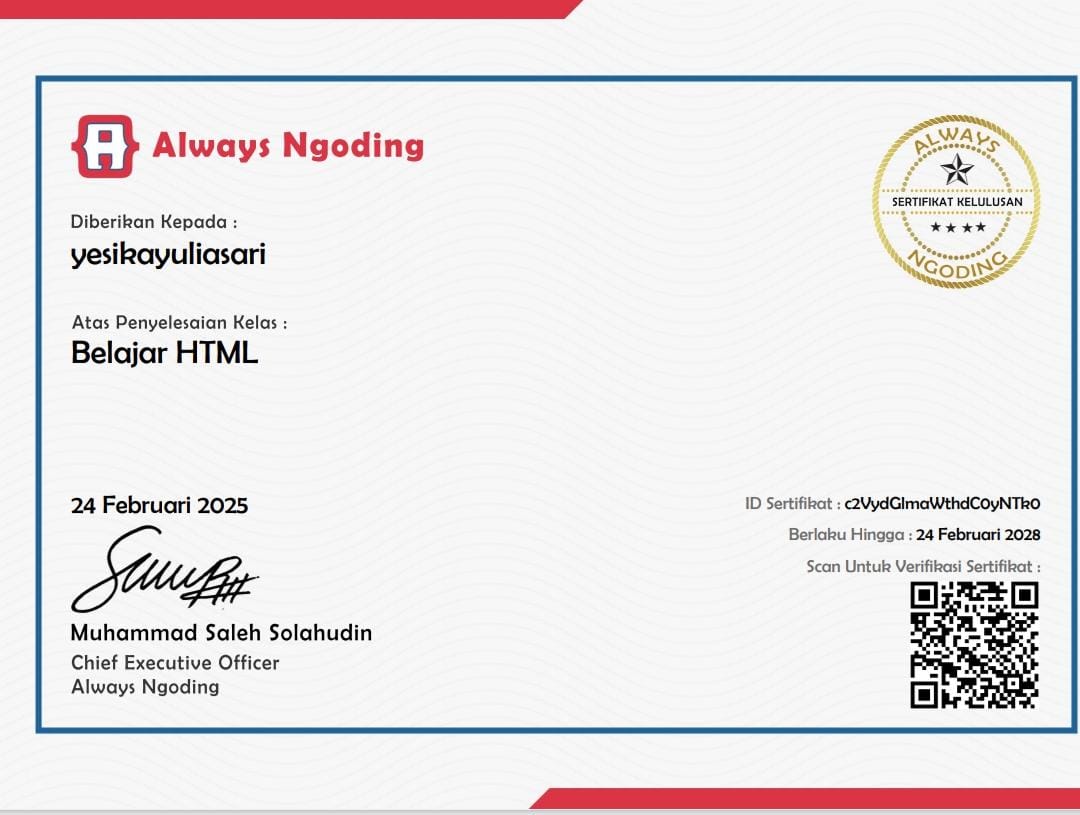 Always Ngoding
ALWAYS
SERTIFIKAT KELULUSAN
NGODING
Diberikan Kepada :
yesikayuliasari
Atas Penyelesaian Kelas :
Belajar HTML
24 Februari 2025
Muhammad Saleh Solahudin
Chief Executive Officer
Always Ngoding
ID Sertifikat : c2VydGlmaWthdC0yNTk0
Berlaku Hingga : 24 Februari 2028
Scan Untuk Verifikasi Sertifikat :